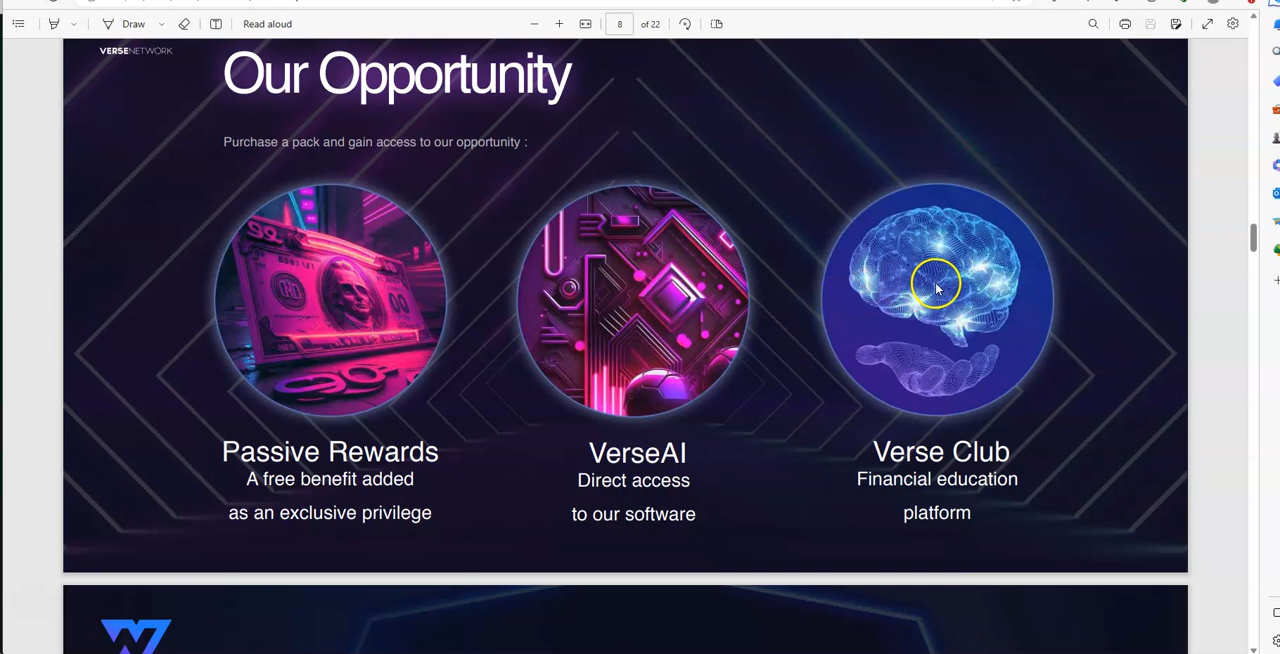 Draw
Read aloud
8
of 22
VERSENETWORK
Our Opportunity
Purchase a pack and gain access to our opportunity :
Passive Rewards
A free benefit added
as an exclusive privilege
VerseAI
Direct access
to our software
Verse Club
Financial education
platform